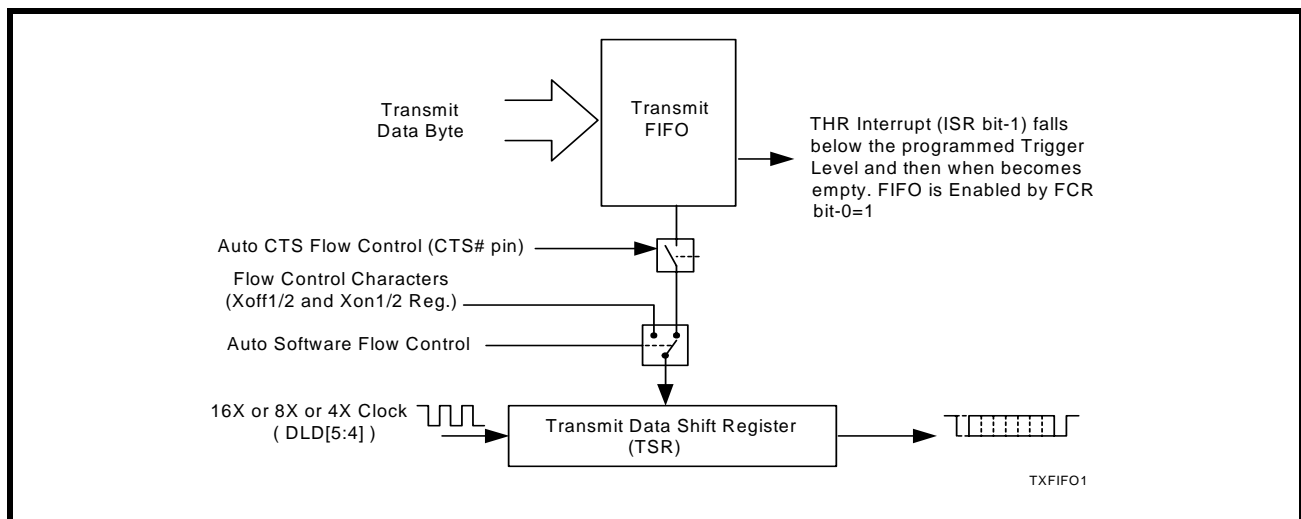 Transmit
Data Byte
Transmit
FIFO
THR Interrupt (ISR bit-1) falls
below the programmed Trigger
Level and then when becomes
empty. FIFO is Enabled by FCR
bit-0=1
Auto CTS Flow Control (CTS# pin)
Flow Control Characters
(Xoff1/2 and Xon1/2 Reg.)
Auto Software Flow Control
16X or 8X or 4X Clock
( DLD[5:4] )
Transmit Data Shift Register
(TSR)
TXFIFO1